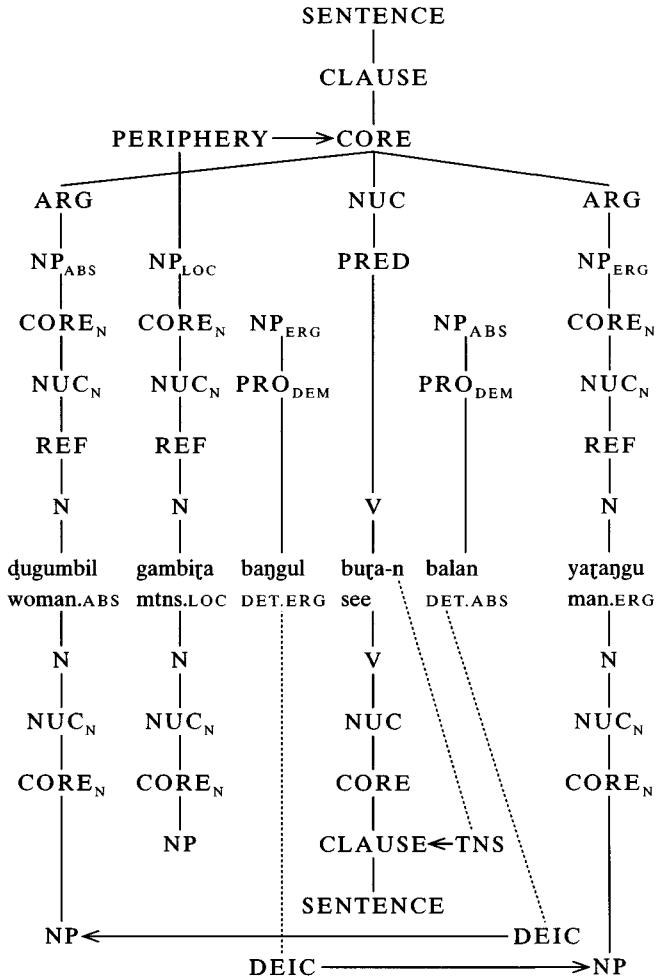 SENTENCE
CLAUSE
PERIPHERY CORE
ARG NUC ARG
NP_ABS NP_LOC PRED NP_ERG
CORE_N CORE_N NP_ERG NP_ABS CORE_N
NUC_N NUC_N PRO_DEM PRO_DEM NUC_N
REF REF REF
N N V N
ḍugumbil gambiṛa baŋgul buṛa-n balan yaṛaŋgu
woman.ABS mtns.LOC DET.ERG see DET.ABS man.ERG
N N V N
NUC_N NUC_N NUC NUC_N
CORE_N CORE_N CORE CORE_N
NP CLAUSE TNS
SENTENCE
NP DEIC
DEIC NP